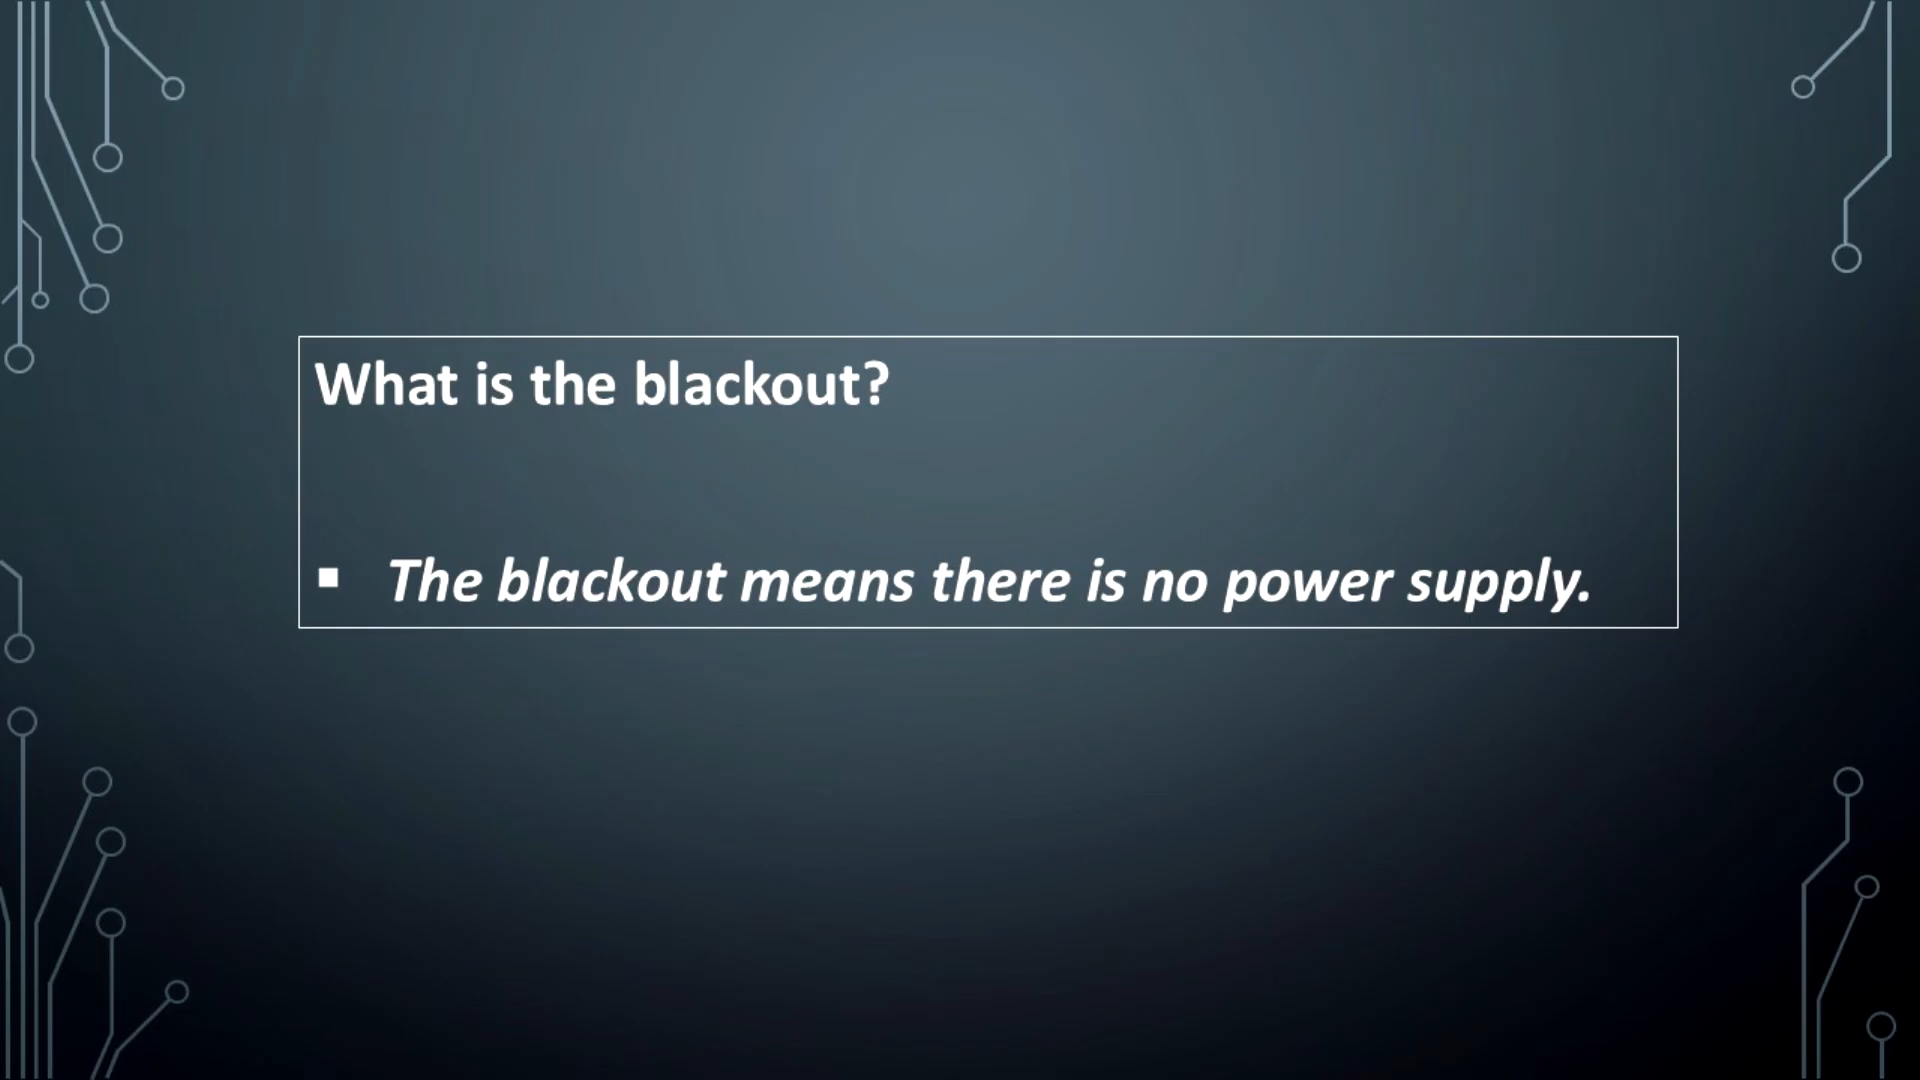 What is the blackout?
▪ The blackout means there is no power supply.